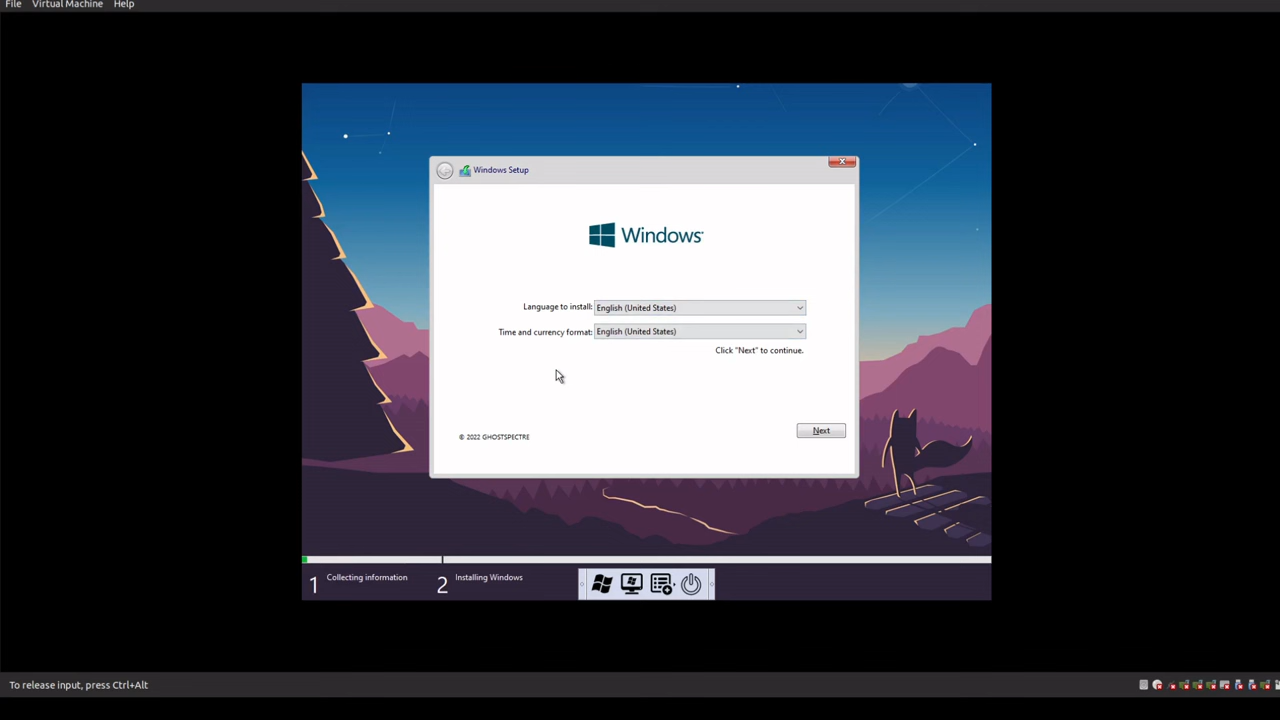 File Virtual Machine Help
Windows Setup
Windows
Language to install: English (United States)
Time and currency format: English (United States)
Click "Next" to continue.
Next
© 2022 GHOSTSPECTRE
1 Collecting information 2 Installing Windows
To release input, press Ctrl+Alt